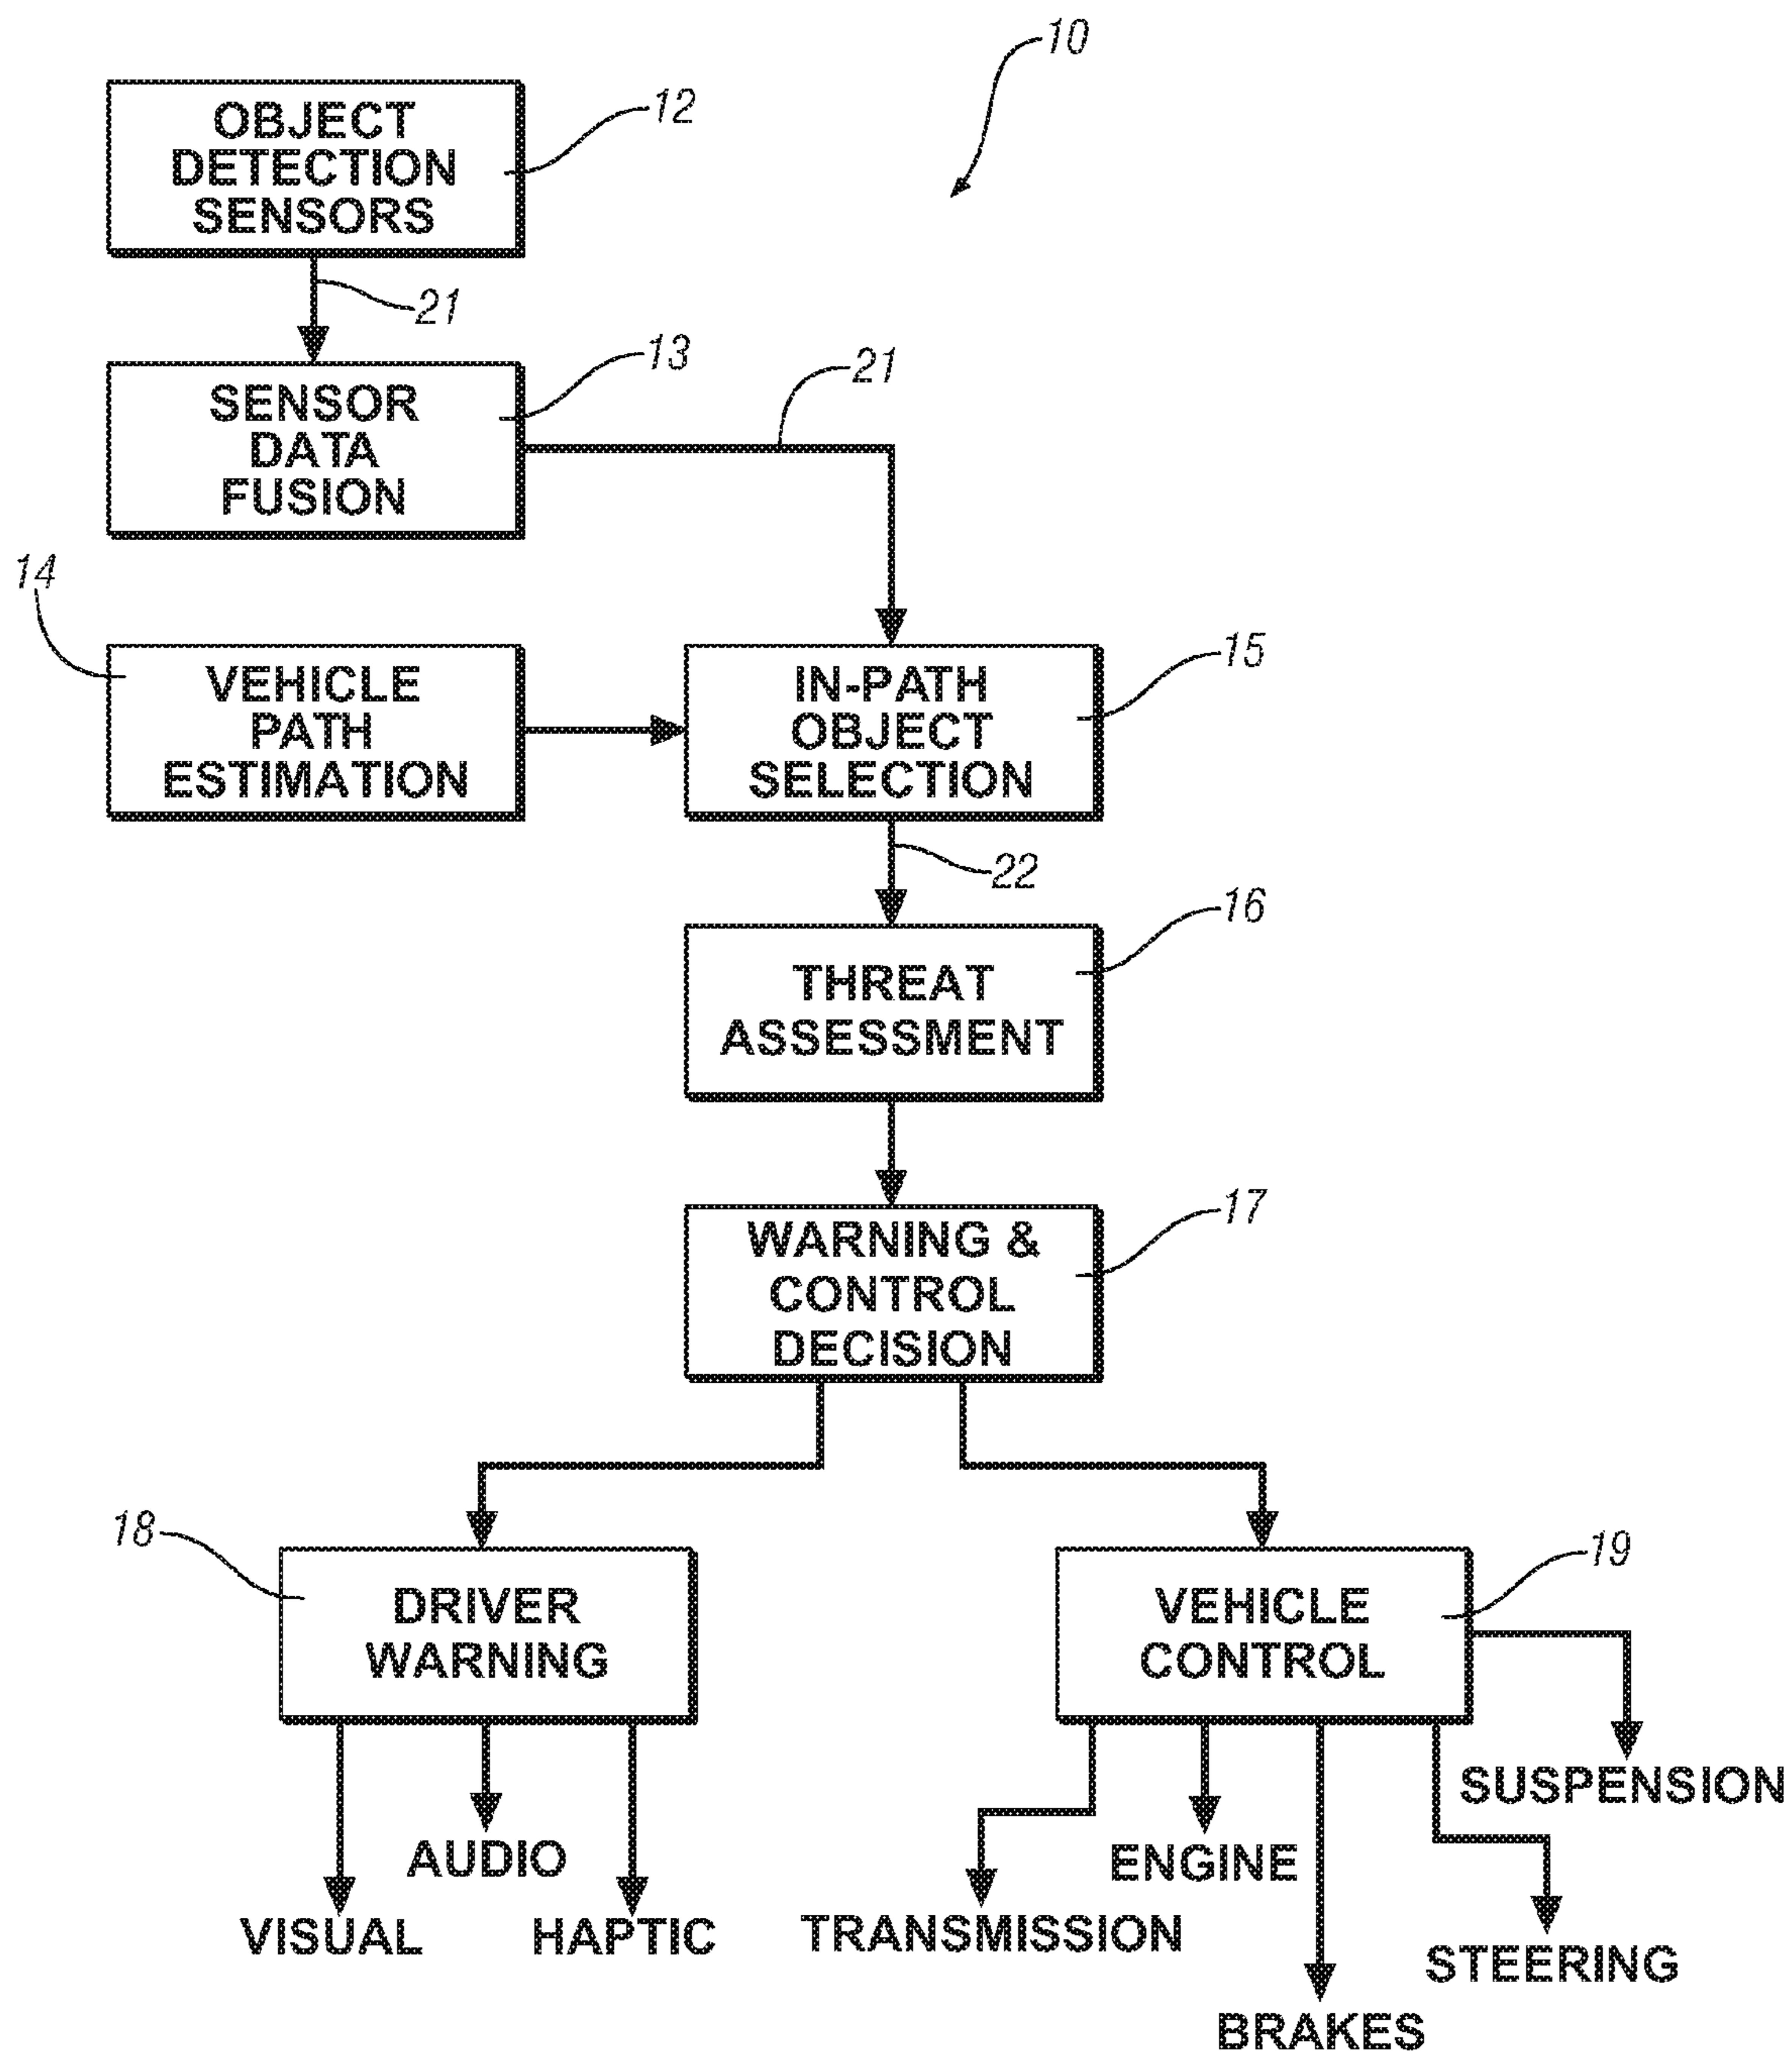 10
OBJECT
DETECTION
SENSORS
12
21
SENSOR
DATA
FUSION
13
21
14
VEHICLE
PATH
ESTIMATION
IN-PATH
OBJECT
SELECTION
15
22
THREAT
ASSESSMENT
16
WARNING &
CONTROL
DECISION
17
18
DRIVER
WARNING
VEHICLE
CONTROL
19
VISUAL
AUDIO
HAPTIC
TRANSMISSION
ENGINE
BRAKES
STEERING
SUSPENSION